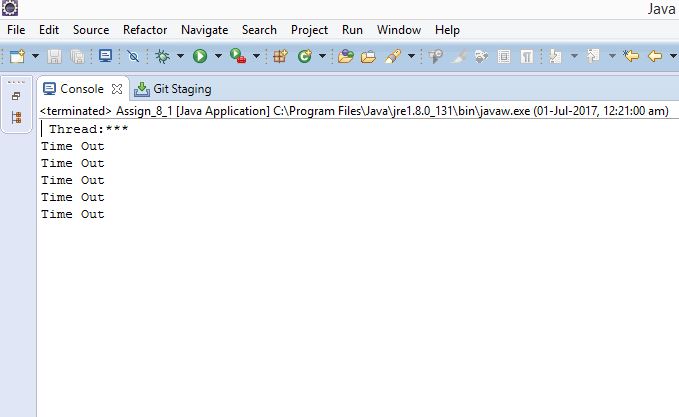 Java
File Edit Source Refactor Navigate Search Project Run Window Help
Console Git Staging
<terminated> Assign_8_1 [Java Application] C:\Program Files\Java\jre1.8.0_131\bin\javaw.exe (01-Jul-2017, 12:21:00 am)
Thread:***
Time Out
Time Out
Time Out
Time Out
Time Out